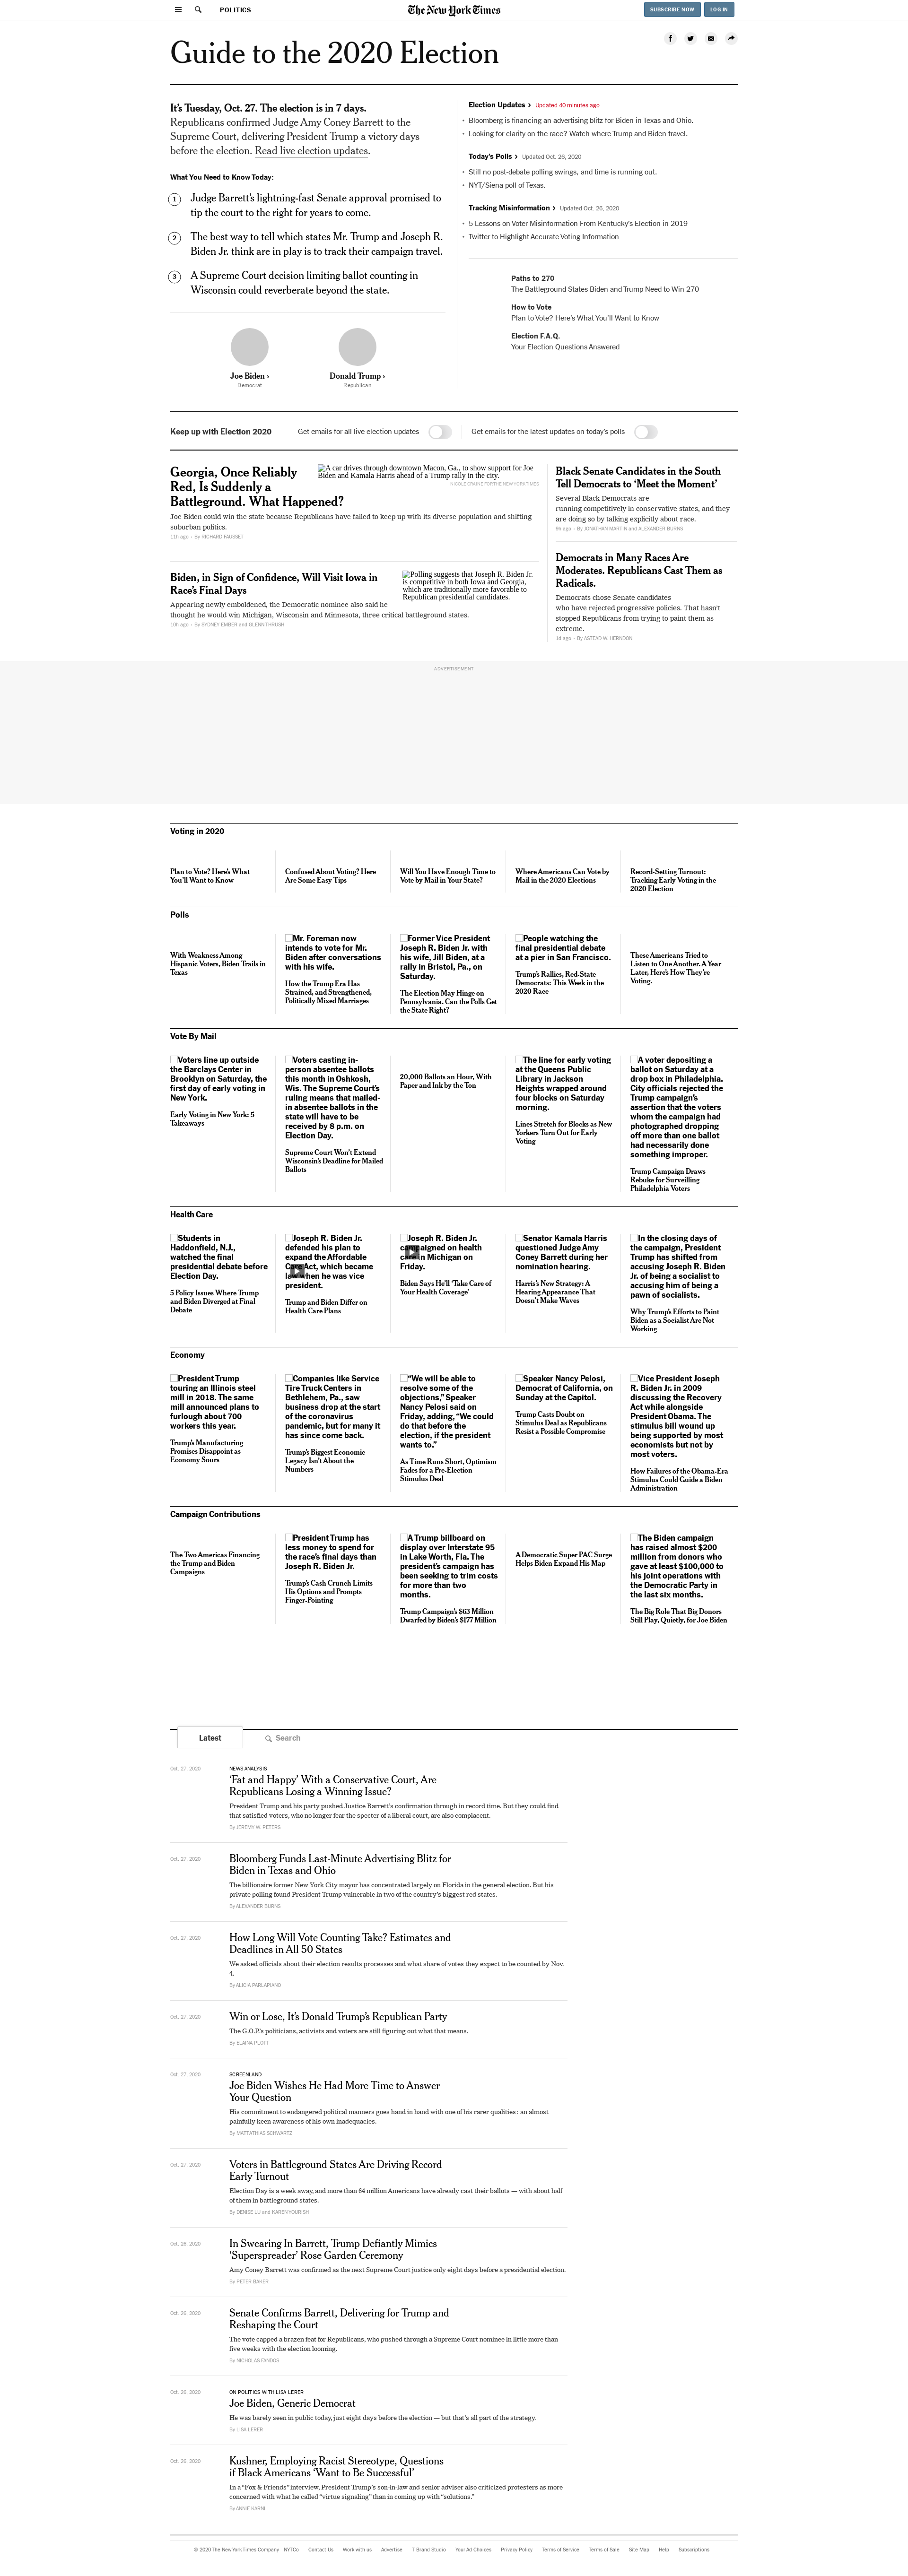 POLITICS
The New York Times
SUBSCRIBE NOW
LOG IN
Guide to the 2020 Election
It's Tuesday, Oct. 27. The election is in 7 days.
Republicans confirmed Judge Amy Coney Barrett to the
Supreme Court, delivering President Trump a victory days
before the election. Read live election updates.
What You Need to Know Today:
1
Judge Barrett's lightning-fast Senate approval promised to
tip the court to the right for years to come.
2
The best way to tell which states Mr. Trump and Joseph R.
Biden Jr. think are in play is to track their campaign travel.
3
A Supreme Court decision limiting ballot counting in
Wisconsin could reverberate beyond the state.
Joe Biden ›
Democrat
Donald Trump ›
Republican
Election Updates › Updated 40 minutes ago
• Bloomberg is financing an advertising blitz for Biden in Texas and Ohio.
• Looking for clarity on the race? Watch where Trump and Biden travel.
Today's Polls › Updated Oct. 26, 2020
• Still no post-debate polling swings, and time is running out.
• NYT/Siena poll of Texas.
Tracking Misinformation › Updated Oct. 26, 2020
• 5 Lessons on Voter Misinformation From Kentucky's Election in 2019
• Twitter to Highlight Accurate Voting Information
Paths to 270
The Battleground States Biden and Trump Need to Win 270
How to Vote
Plan to Vote? Here's What You'll Want to Know
Election F.A.Q.
Your Election Questions Answered
Keep up with Election 2020
Get emails for all live election updates
Get emails for the latest updates on today's polls
Georgia, Once Reliably
Red, Is Suddenly a
Battleground. What Happened?
A car drives through downtown Macon, Ga., to show support for Joe
Biden and Kamala Harris ahead of a Trump rally in the city.
NICOLE CRAINE FOR THE NEW YORK TIMES
Joe Biden could win the state because Republicans have failed to keep up with its diverse population and shifting
suburban politics.
11h ago · By RICHARD FAUSSET
Biden, in Sign of Confidence, Will Visit Iowa in
Race's Final Days
Polling suggests that Joseph R. Biden Jr.
is competitive in both Iowa and Georgia,
which are traditionally more favorable to
Republican presidential candidates.
Appearing newly emboldened, the Democratic nominee also said he
thought he would win Michigan, Wisconsin and Minnesota, three critical battleground states.
10h ago · By SYDNEY EMBER and GLENN THRUSH
Black Senate Candidates in the South
Tell Democrats to 'Meet the Moment'
Several Black Democrats are
running competitively in conservative states, and they
are doing so by talking explicitly about race.
9h ago · By JONATHAN MARTIN and ALEXANDER BURNS
Democrats in Many Races Are
Moderates. Republicans Cast Them as
Radicals.
Democrats chose Senate candidates
who have rejected progressive policies. That hasn't
stopped Republicans from trying to paint them as
extreme.
1d ago · By ASTEAD W. HERNDON
ADVERTISEMENT
Voting in 2020
Plan to Vote? Here's What
You'll Want to Know
Confused About Voting? Here
Are Some Easy Tips
Will You Have Enough Time to
Vote by Mail in Your State?
Where Americans Can Vote by
Mail in the 2020 Elections
Record-Setting Turnout:
Tracking Early Voting in the
2020 Election
Polls
With Weakness Among
Hispanic Voters, Biden Trails in
Texas
Mr. Foreman now
intends to vote for Mr.
Biden after conversations
with his wife.
How the Trump Era Has
Strained, and Strengthened,
Politically Mixed Marriages
Former Vice President
Joseph R. Biden Jr. with
his wife, Jill Biden, at a
rally in Bristol, Pa., on
Saturday.
The Election May Hinge on
Pennsylvania. Can the Polls Get
the State Right?
People watching the
final presidential debate
at a pier in San Francisco.
Trump's Rallies, Red-State
Democrats: This Week in the
2020 Race
These Americans Tried to
Listen to One Another. A Year
Later, Here's How They're
Voting.
Vote By Mail
Voters line up outside
the Barclays Center in
Brooklyn on Saturday, the
first day of early voting in
New York.
Early Voting in New York: 5
Takeaways
Voters casting in-
person absentee ballots
this month in Oshkosh,
Wis. The Supreme Court's
ruling means that mailed-
in absentee ballots in the
state will have to be
received by 8 p.m. on
Election Day.
Supreme Court Won't Extend
Wisconsin's Deadline for Mailed
Ballots
20,000 Ballots an Hour, With
Paper and Ink by the Ton
The line for early voting
at the Queens Public
Library in Jackson
Heights wrapped around
four blocks on Saturday
morning.
Lines Stretch for Blocks as New
Yorkers Turn Out for Early
Voting
A voter depositing a
ballot on Saturday at a
drop box in Philadelphia.
City officials rejected the
Trump campaign's
assertion that the voters
whom the campaign had
photographed dropping
off more than one ballot
had necessarily done
something improper.
Trump Campaign Draws
Rebuke for Surveilling
Philadelphia Voters
Health Care
Students in
Haddonfield, N.J.,
watched the final
presidential debate before
Election Day.
5 Policy Issues Where Trump
and Biden Diverged at Final
Debate
Joseph R. Biden Jr.
defended his plan to
expand the Affordable
Act, which became
hen he was vice
president.
Trump and Biden Differ on
Health Care Plans
Joseph R. Biden Jr.
campaigned on health
in Michigan on
Friday.
Biden Says He'll 'Take Care of
Your Health Coverage'
Senator Kamala Harris
questioned Judge Amy
Coney Barrett during her
nomination hearing.
Harris's New Strategy: A
Hearing Appearance That
Doesn't Make Waves
In the closing days of
the campaign, President
Trump has shifted from
accusing Joseph R. Biden
Jr. of being a socialist to
accusing him of being a
pawn of socialists.
Why Trump's Efforts to Paint
Biden as a Socialist Are Not
Working
Economy
President Trump
touring an Illinois steel
mill in 2018. The same
mill announced plans to
furlough about 700
workers this year.
Trump's Manufacturing
Promises Disappoint as
Economy Sours
Companies like Service
Tire Truck Centers in
Bethlehem, Pa., saw
business drop at the start
of the coronavirus
pandemic, but for many it
has since come back.
Trump's Biggest Economic
Legacy Isn't About the
Numbers
"We will be able to
resolve some of the
objections," Speaker
Nancy Pelosi said on
Friday, adding, "We could
do that before the
election, if the president
wants to."
As Time Runs Short, Optimism
Fades for a Pre-Election
Stimulus Deal
Speaker Nancy Pelosi,
Democrat of California, on
Sunday at the Capitol.
Trump Casts Doubt on
Stimulus Deal as Republicans
Resist a Possible Compromise
Vice President Joseph
R. Biden Jr. in 2009
discussing the Recovery
Act while alongside
President Obama. The
stimulus bill wound up
being supported by most
economists but not by
most voters.
How Failures of the Obama-Era
Stimulus Could Guide a Biden
Administration
Campaign Contributions
The Two Americas Financing
the Trump and Biden
Campaigns
President Trump has
less money to spend for
the race's final days than
Joseph R. Biden Jr.
Trump's Cash Crunch Limits
His Options and Prompts
Finger-Pointing
A Trump billboard on
display over Interstate 95
in Lake Worth, Fla. The
president's campaign has
been seeking to trim costs
for more than two
months.
Trump Campaign's $63 Million
Dwarfed by Biden's $177 Million
A Democratic Super PAC Surge
Helps Biden Expand His Map
The Biden campaign
has raised almost $200
million from donors who
gave at least $100,000 to
his joint operations with
the Democratic Party in
the last six months.
The Big Role That Big Donors
Still Play, Quietly, for Joe Biden
Latest
Search
Oct. 27, 2020
NEWS ANALYSIS
'Fat and Happy' With a Conservative Court, Are
Republicans Losing a Winning Issue?
President Trump and his party pushed Justice Barrett's confirmation through in record time. But they could find
that satisfied voters, who no longer fear the specter of a liberal court, are also complacent.
By JEREMY W. PETERS
Oct. 27, 2020
Bloomberg Funds Last-Minute Advertising Blitz for
Biden in Texas and Ohio
The billionaire former New York City mayor has concentrated largely on Florida in the general election. But his
private polling found President Trump vulnerable in two of the country's biggest red states.
By ALEXANDER BURNS
Oct. 27, 2020
How Long Will Vote Counting Take? Estimates and
Deadlines in All 50 States
We asked officials about their election results processes and what share of votes they expect to be counted by Nov.
4.
By ALICIA PARLAPIANO
Oct. 27, 2020
Win or Lose, It's Donald Trump's Republican Party
The G.O.P.'s politicians, activists and voters are still figuring out what that means.
By ELAINA PLOTT
Oct. 27, 2020
SCREENLAND
Joe Biden Wishes He Had More Time to Answer
Your Question
His commitment to endangered political manners goes hand in hand with one of his rarer qualities: an almost
painfully keen awareness of his own inadequacies.
By MATTATHIAS SCHWARTZ
Oct. 27, 2020
Voters in Battleground States Are Driving Record
Early Turnout
Election Day is a week away, and more than 64 million Americans have already cast their ballots — with about half
of them in battleground states.
By DENISE LU and KAREN YOURISH
Oct. 26, 2020
In Swearing In Barrett, Trump Defiantly Mimics
'Superspreader' Rose Garden Ceremony
Amy Coney Barrett was confirmed as the next Supreme Court justice only eight days before a presidential election.
By PETER BAKER
Oct. 26, 2020
Senate Confirms Barrett, Delivering for Trump and
Reshaping the Court
The vote capped a brazen feat for Republicans, who pushed through a Supreme Court nominee in little more than
five weeks with the election looming.
By NICHOLAS FANDOS
Oct. 26, 2020
ON POLITICS WITH LISA LERER
Joe Biden, Generic Democrat
He was barely seen in public today, just eight days before the election — but that's all part of the strategy.
By LISA LERER
Oct. 26, 2020
Kushner, Employing Racist Stereotype, Questions
if Black Americans 'Want to Be Successful'
In a "Fox & Friends" interview, President Trump's son-in-law and senior adviser also criticized protesters as more
concerned with what he called "virtue signaling" than in coming up with "solutions."
By ANNIE KARNI
© 2020 The New York Times Company NYTCo Contact Us Work with us Advertise T Brand Studio Your Ad Choices Privacy Policy Terms of Service Terms of Sale Site Map Help Subscriptions